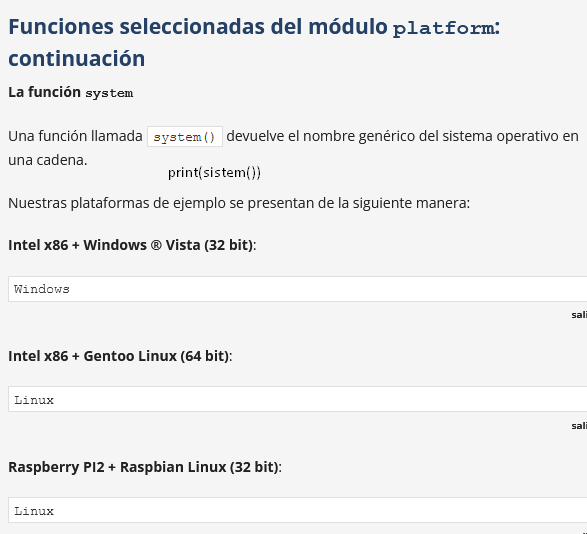 Funciones seleccionadas del módulo platform:
continuación
La función system
Una función llamada system() devuelve el nombre genérico del sistema operativo en
una cadena.
print(sistem())
Nuestras plataformas de ejemplo se presentan de la siguiente manera:
Intel x86 + Windows ® Vista (32 bit):
Windows
sali
Intel x86 + Gentoo Linux (64 bit):
Linux
sali
Raspberry PI2 + Raspbian Linux (32 bit):
Linux